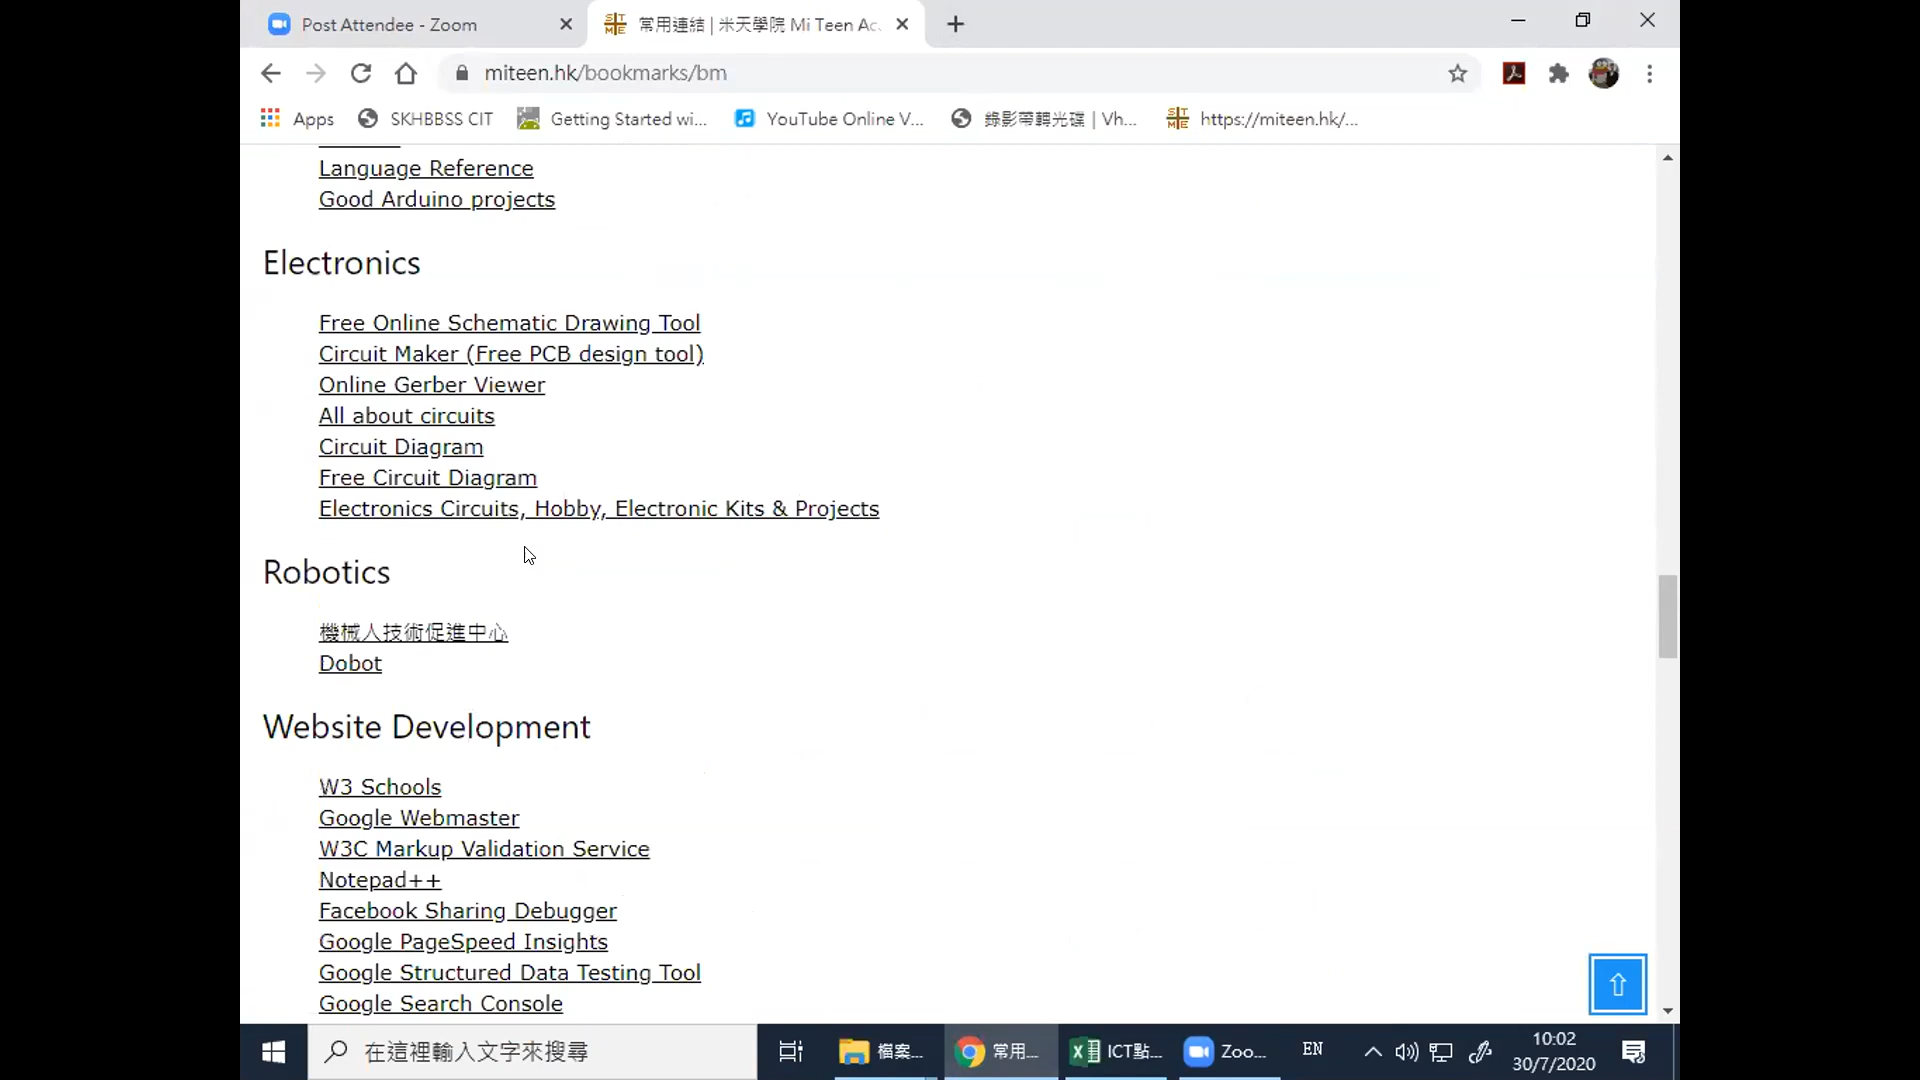 Post Attendee - Zoom
常用連結 | 米天學院 Mi Teen Ac
miteen.hk/bookmarks/bm
Apps
SKHBBSS CIT
Getting Started wi...
YouTube Online V...
錄影帶轉光碟 | Vh...
https://miteen.hk/...
Language Reference
Good Arduino projects
Electronics
Free Online Schematic Drawing Tool
Circuit Maker (Free PCB design tool)
Online Gerber Viewer
All about circuits
Circuit Diagram
Free Circuit Diagram
Electronics Circuits, Hobby, Electronic Kits & Projects
Robotics
機械人技術促進中心
Dobot
Website Development
W3 Schools
Google Webmaster
W3C Markup Validation Service
Notepad++
Facebook Sharing Debugger
Google PageSpeed Insights
Google Structured Data Testing Tool
Google Search Console
在這裡輸入文字來搜尋
檔案...
常用...
ICT點...
Zoo...
EN
10:02
30/7/2020